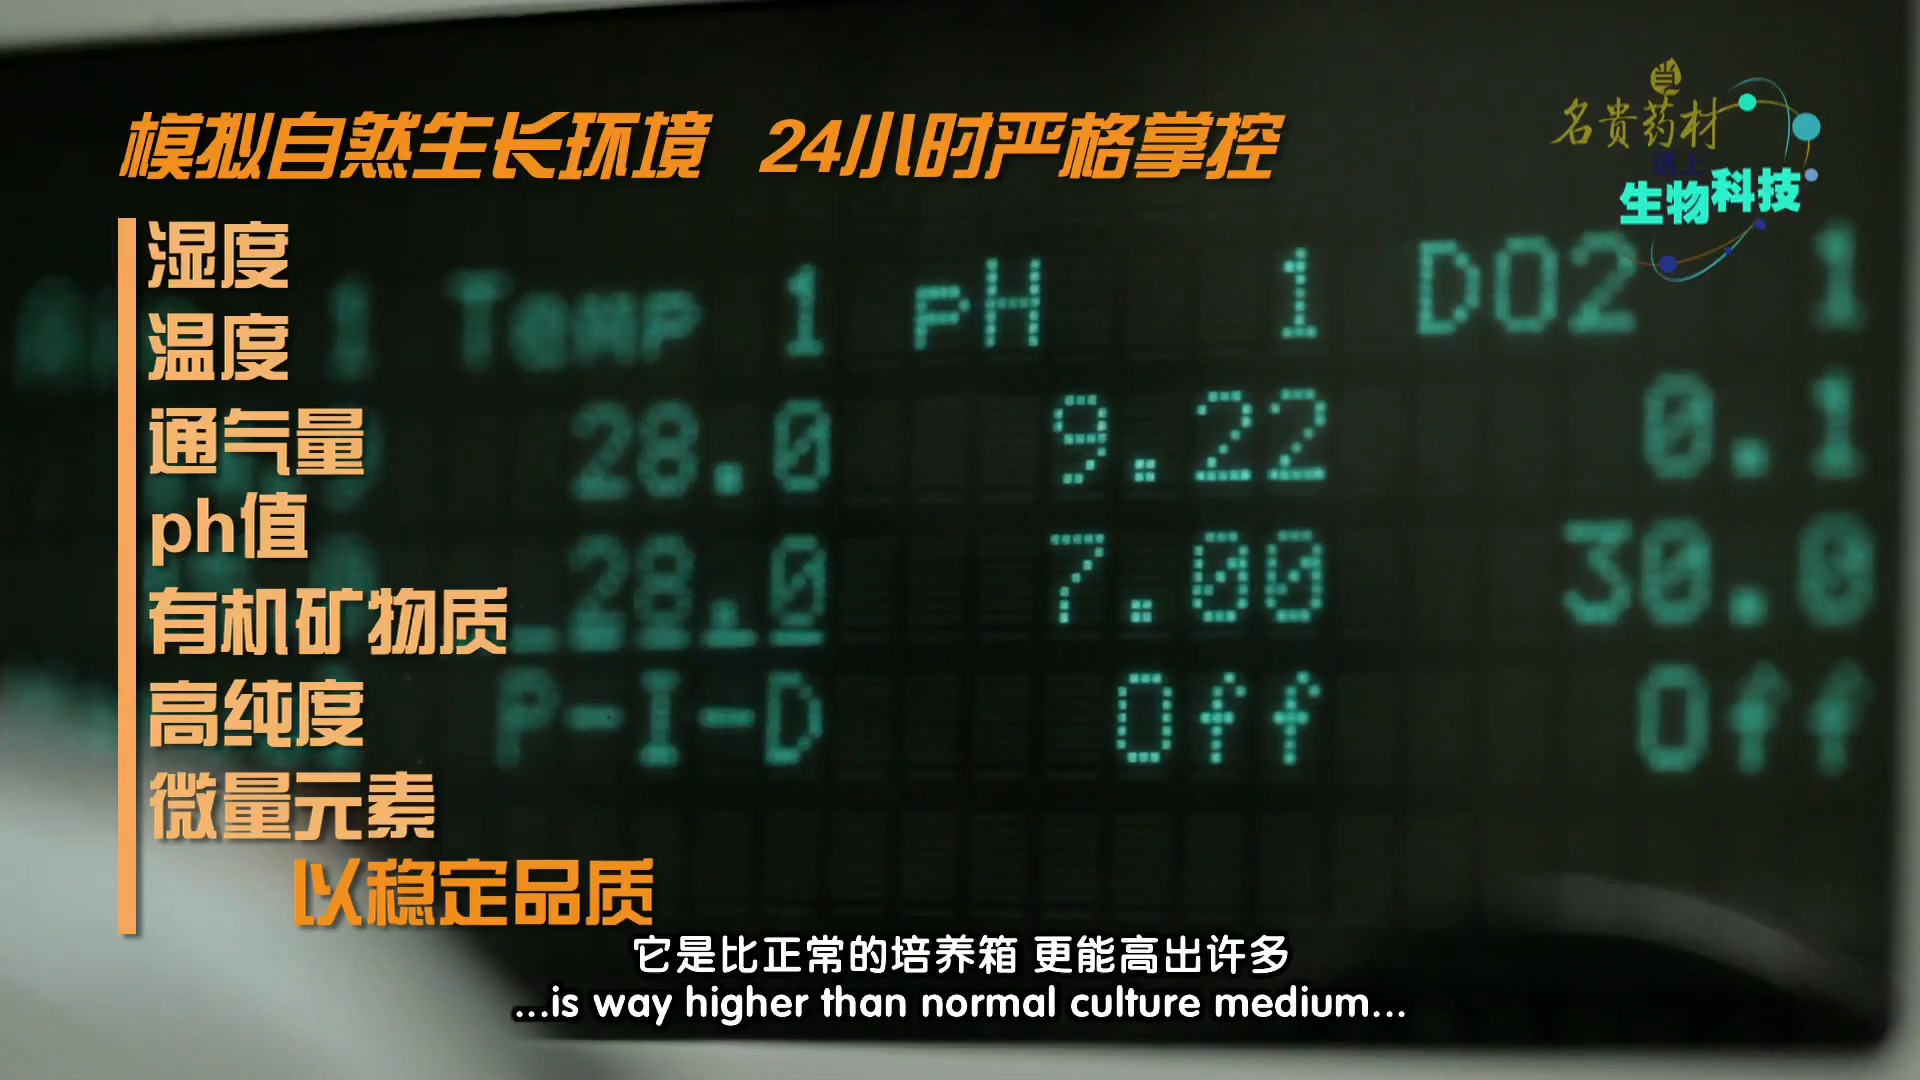 模拟自然生长环境 24小时严格掌控
名贵药材
遇上
生物科技
湿度
温度
通气量
ph值
有机矿物质
高纯度
微量元素
以稳定品质
1 Temp 1 pH 1 DO2 1
28.0 9.22 0.1
28.0 7.00 30.0
P-I-D Off Off
它是比正常的培养箱 更能高出许多
...is way higher than normal culture medium...